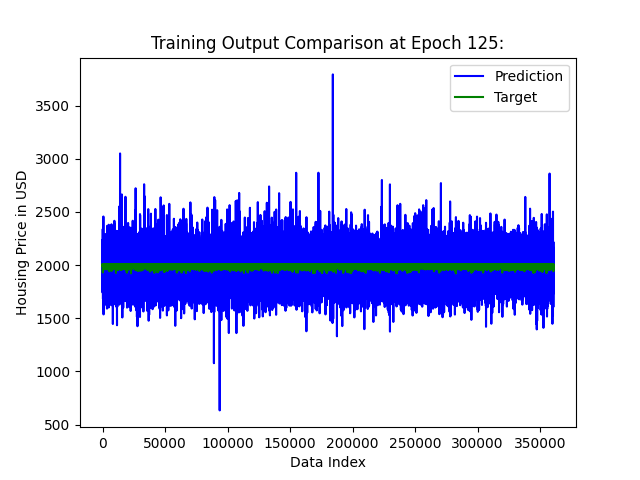 Training Output Comparison at Epoch 125:
Prediction
Target
Housing Price in USD
3500
3000
2500
2000
1500
1000
500
0 50000 100000 150000 200000 250000 300000 350000
Data Index